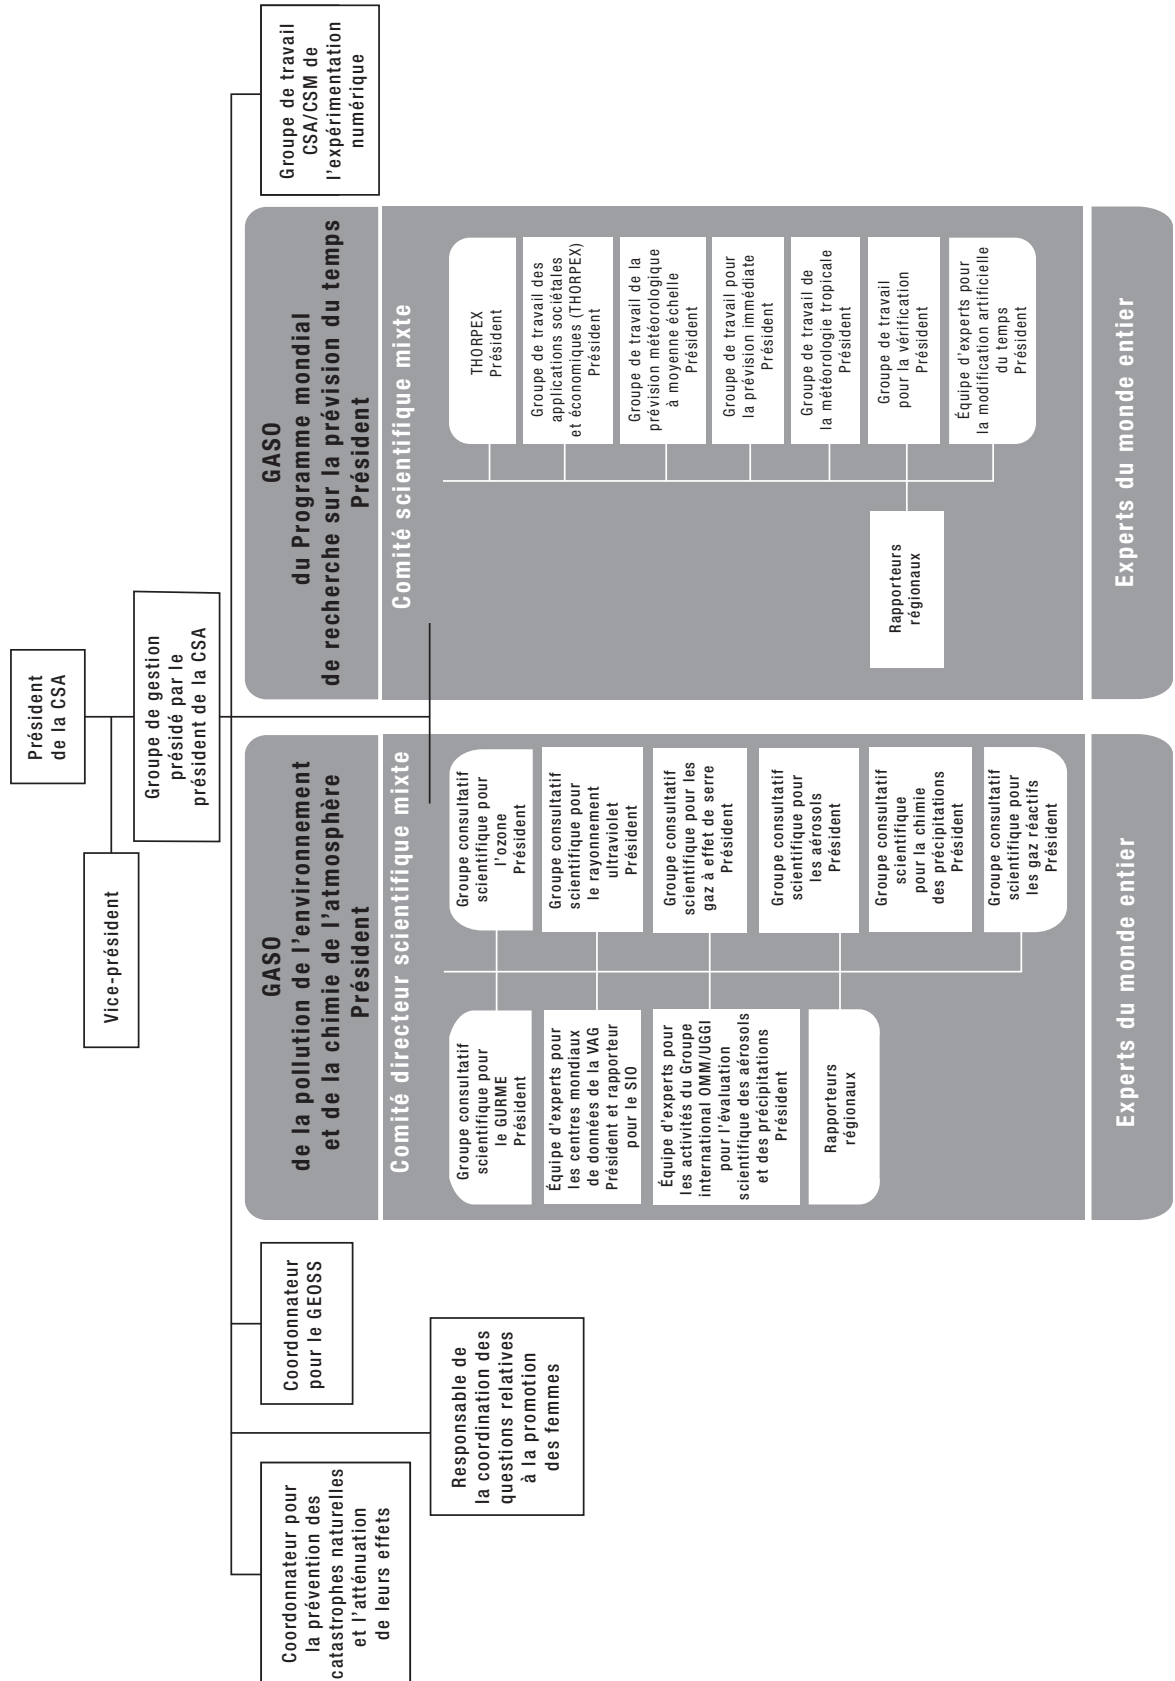 Président
de la CSA
Vice-président
Groupe de gestion
présidé par le
président de la CSA
Coordonnateur pour
la prévention des
catastrophes naturelles
et l'atténuation
de leurs effets
Responsable de
la coordination des
questions relatives
à la promotion
des femmes
Coordonnateur
pour le GEOSS
GASO
de la pollution de l'environnement
et de la chimie de l'atmosphère
Président
Comité directeur scientifique mixte
Groupe consultatif
scientifique pour
le GURME
Président
Équipe d'experts pour
les centres mondiaux
de données de la VAG
Président et rapporteur
pour le SIO
Équipe d'experts pour
les activités du Groupe
international OMM/UGGI
pour l'évaluation
scientifique des aérosols
et des précipitations
Président
Rapporteurs
régionaux
Groupe consultatif
scientifique pour
l'ozone
Président
Groupe consultatif
scientifique pour
le rayonnement
ultraviolet
Président
Groupe consultatif
scientifique pour les
gaz à effet de serre
Président
Groupe consultatif
scientifique pour
les aérosols
Président
Groupe consultatif
scientifique
pour la chimie
des précipitations
Président
Groupe consultatif
scientifique pour
les gaz réactifs
Président
Experts du monde entier
GASO
du Programme mondial
de recherche sur la prévision du temps
Président
Comité scientifique mixte
Rapporteurs
régionaux
THORPEX
Président
Groupe de travail des
applications sociétales
et économiques (THORPEX)
Président
Groupe de travail de la
prévision météorologique
à moyenne échelle
Président
Groupe de travail pour
la prévision immédiate
Président
Groupe de travail de
la météorologie tropicale
Président
Groupe de travail
pour la vérification
Président
Équipe d'experts pour
la modification artificielle
du temps
Président
Experts du monde entier
Groupe de travail
CSA/CSM de
l'expérimentation
numérique